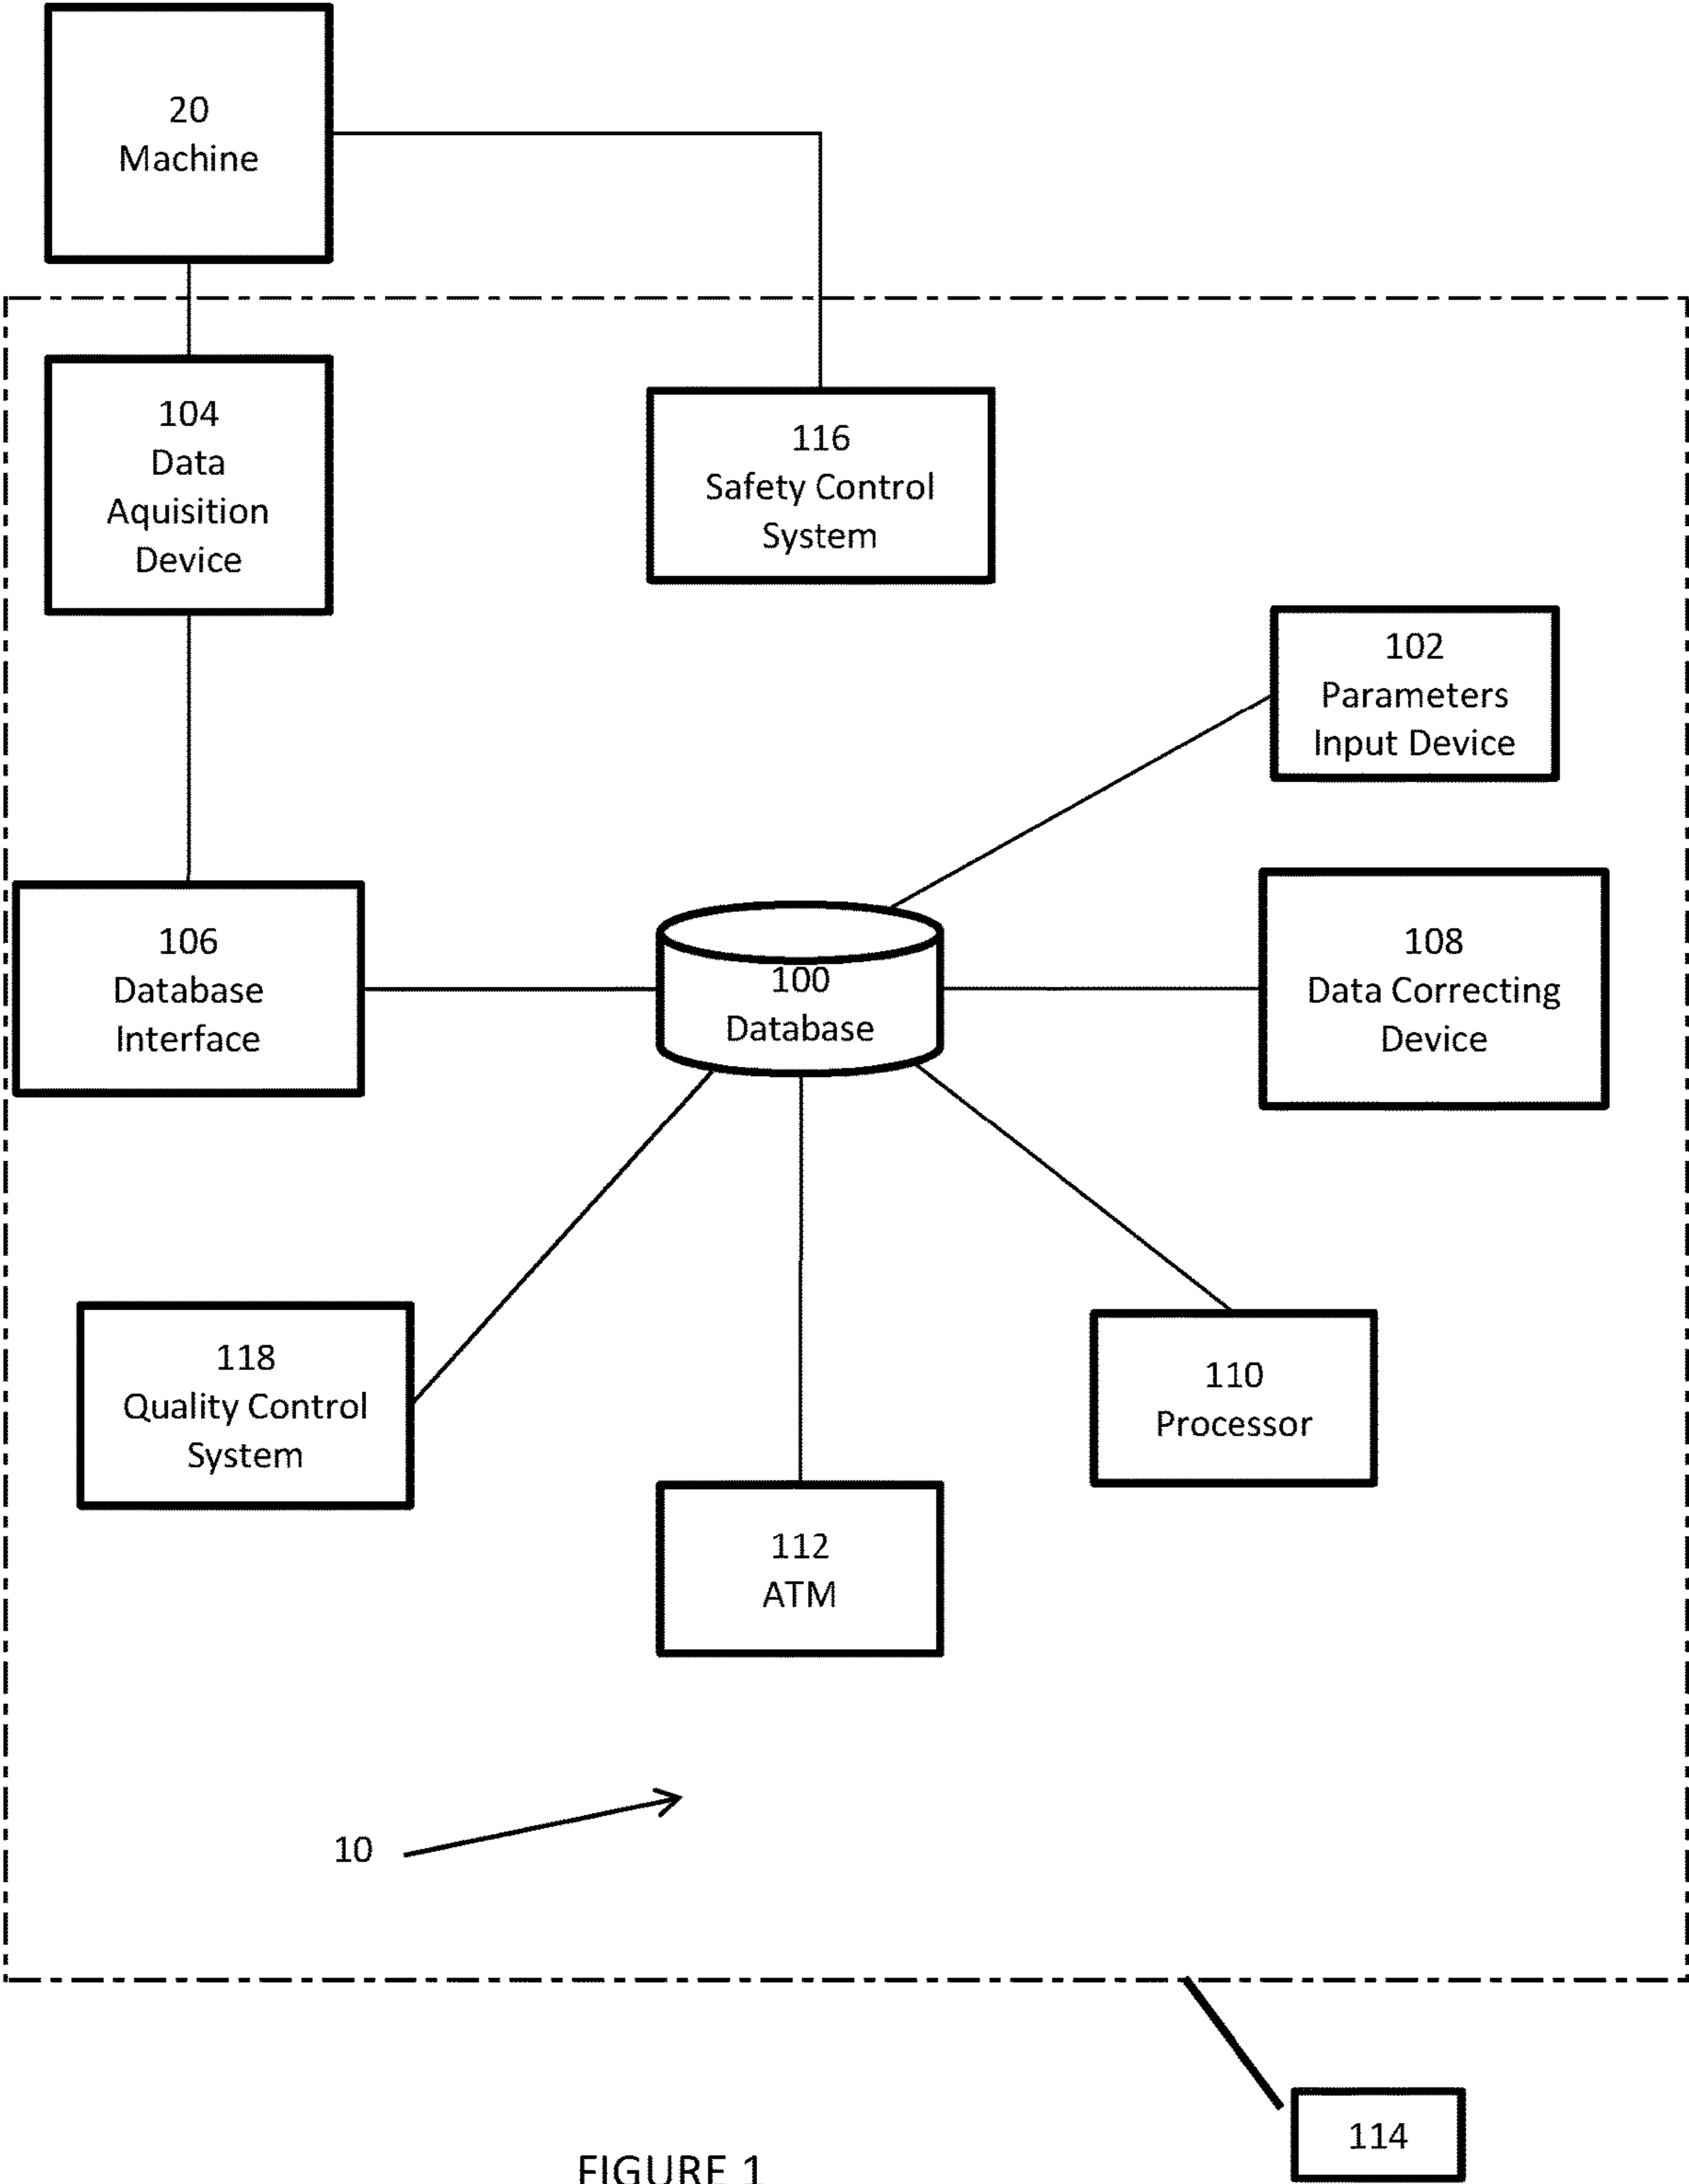 20
Machine
104
Data
Aquisition
Device
116
Safety Control
System
102
Parameters
Input Device
106
Database
Interface
100
Database
108
Data Correcting
Device
118
Quality Control
System
110
Processor
112
ATM
10
114
FIGURE 1